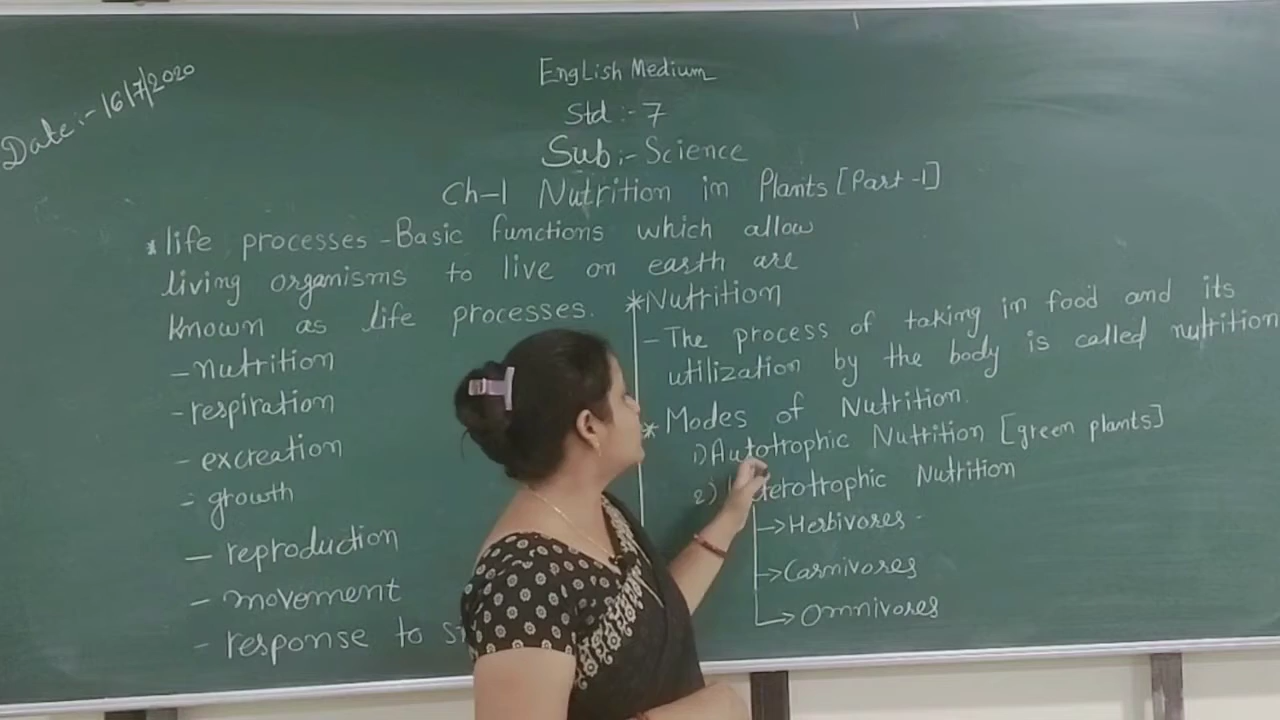 Date:- 16/7/2020
English Medium
Std :- 7
Sub:- Science
Ch-1 Nutrition in Plants [Part -1]
* life processes - Basic functions which allow
living organisms to live on earth are
known as life processes.
- nutrition
- respiration
- excreation
- growth
- reproduction
- movement
- response to
* Nutrition
- The process of taking in food and its
utilization by the body is called nutrition
* Modes of Nutrition.
1) Autotrophic Nutrition [green plants]
2) Heterotrophic Nutrition
→ Herbivores -
→ Carnivores
→ Omnivores